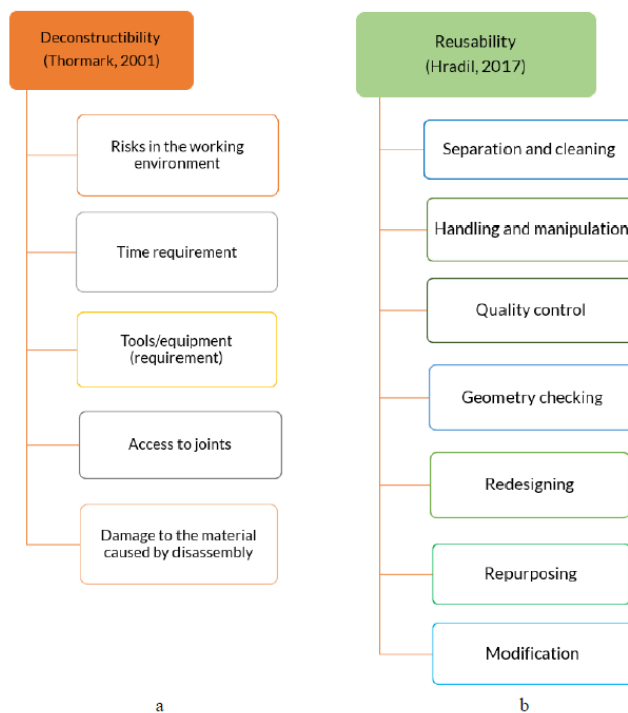 Deconstructibility
(Thormark, 2001)
Risks in the working
environment
Time requirement
Tools/equipment
(requirement)
Access to joints
Damage to the material
caused by disassembly
a
Reusability
(Hradil, 2017)
Separation and cleaning
Handling and manipulation
Quality control
Geometry checking
Redesigning
Repurposing
Modification
b